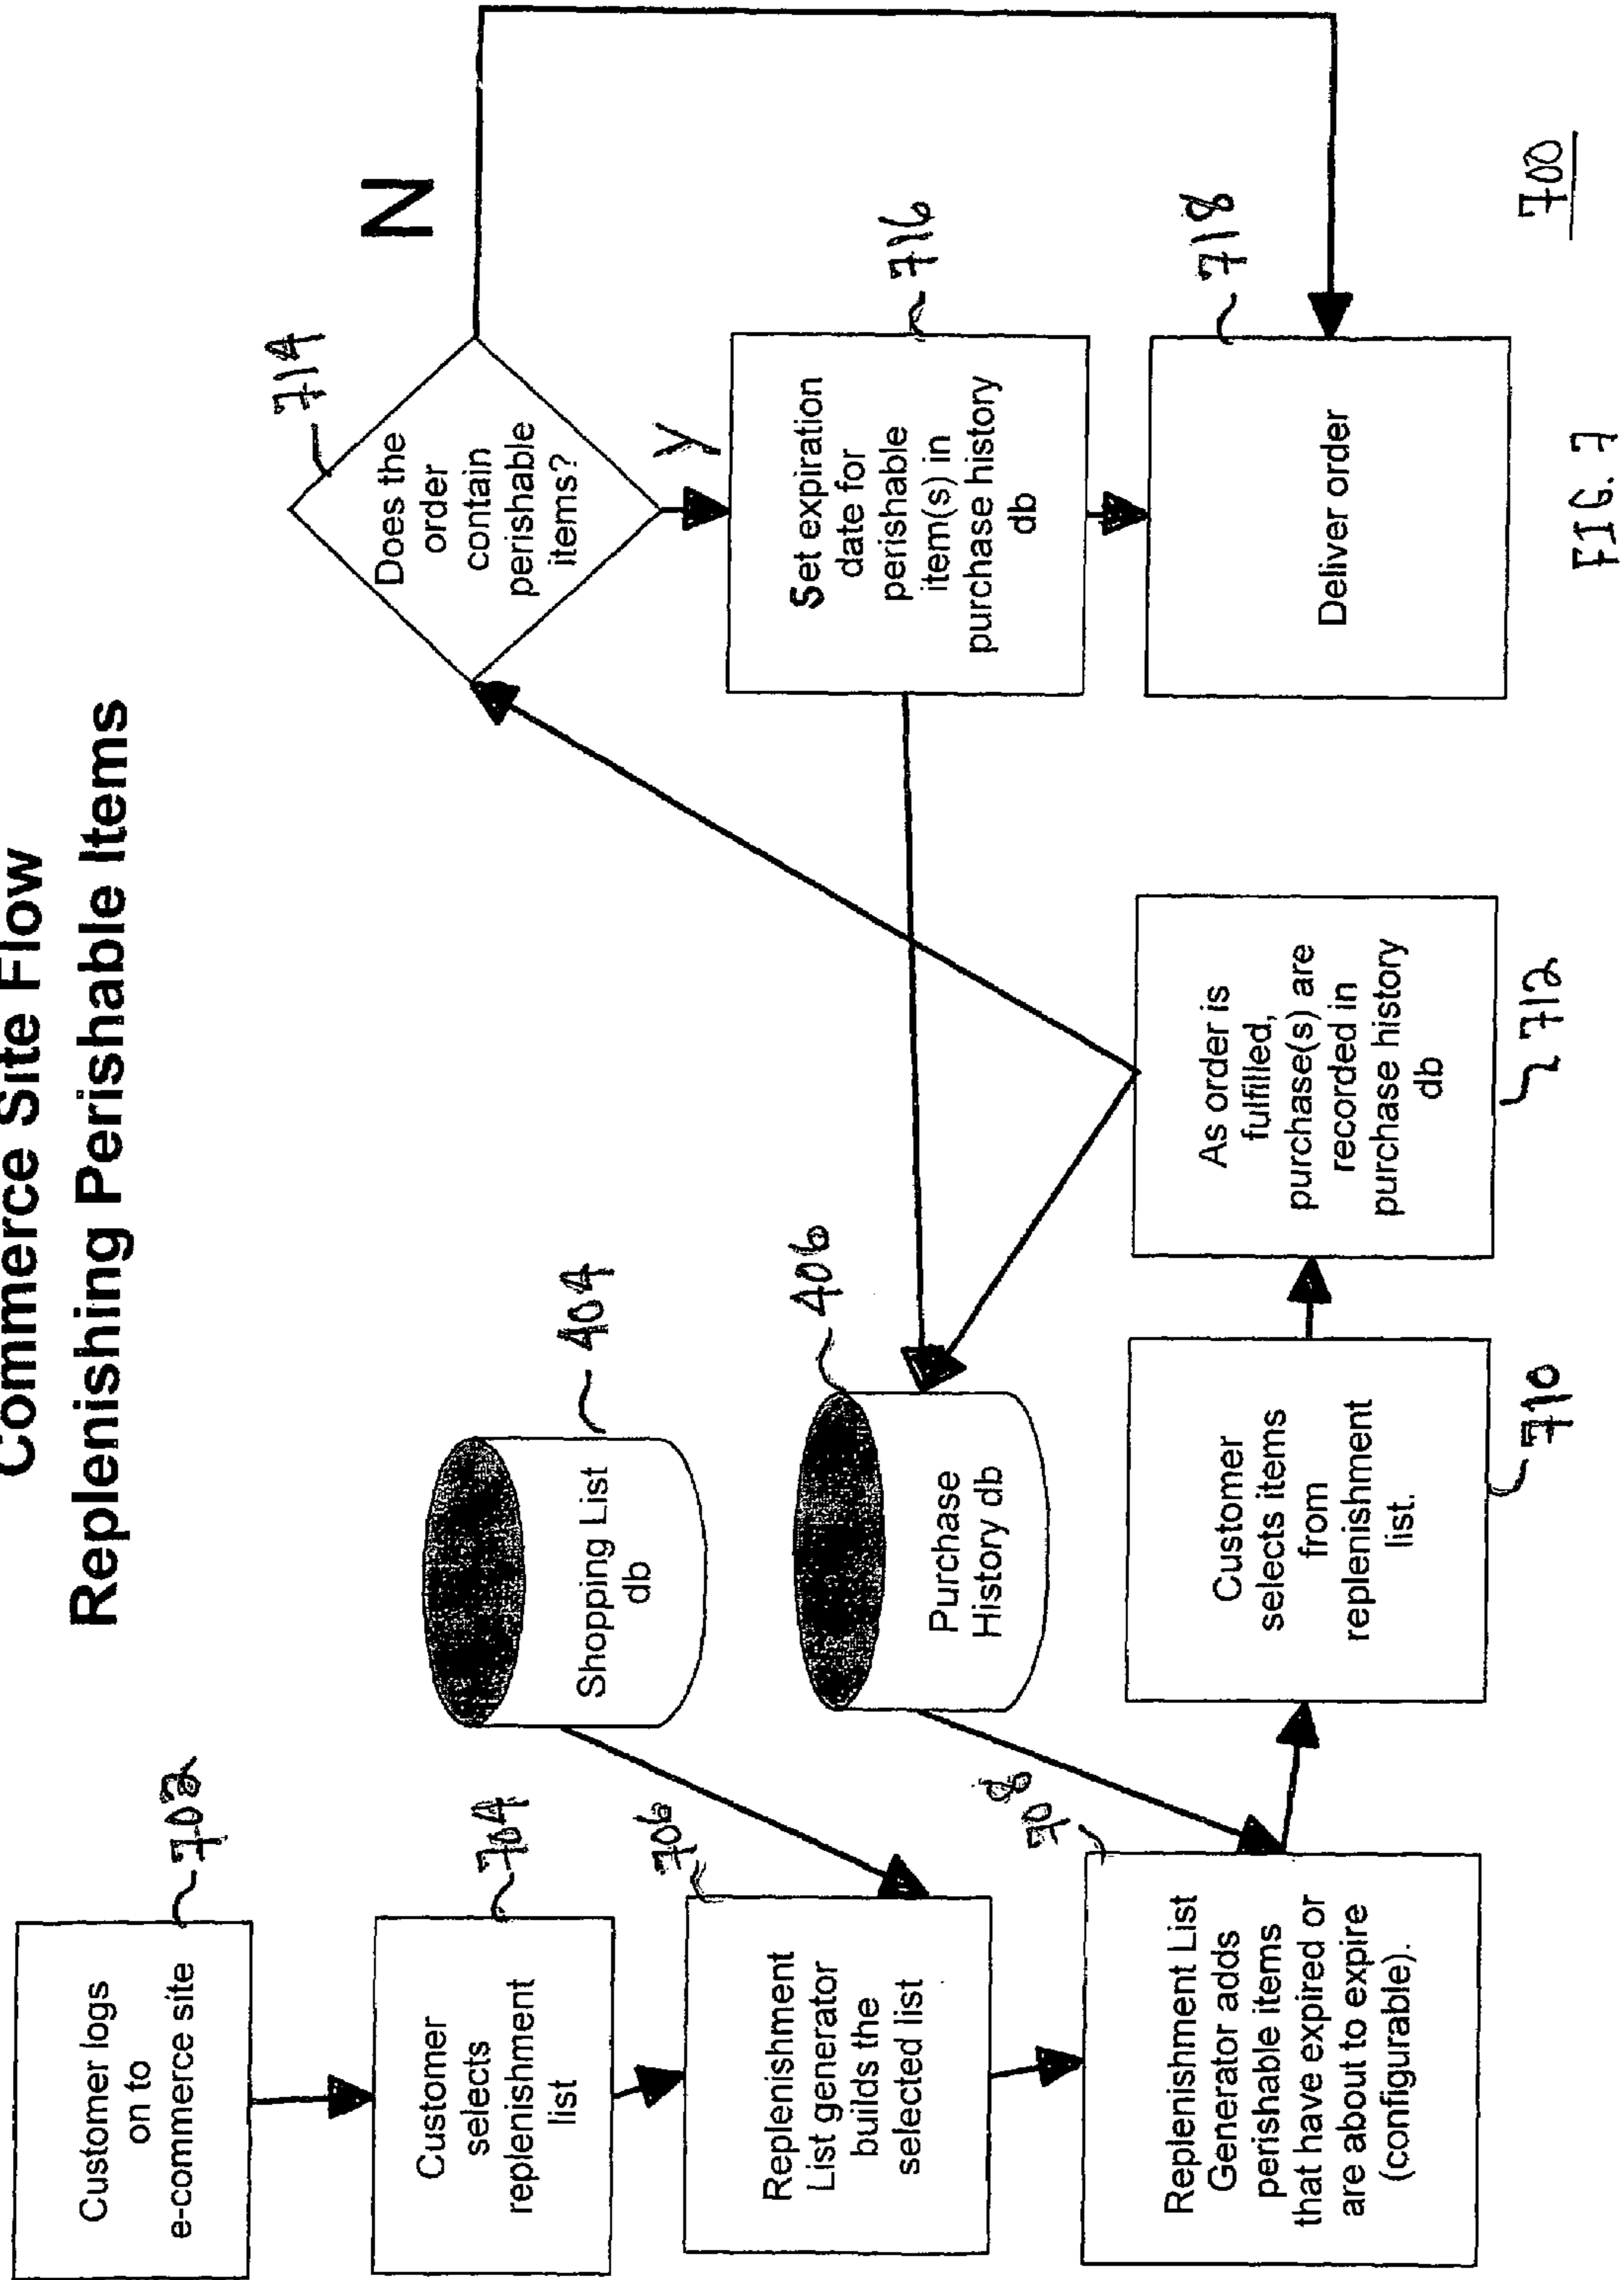 Commerce Site Flow
Replenishing Perishable Items
Customer logs
on to
e-commerce site
702
Customer
selects
replenishment
list
704
Replenishment
List generator
builds the
selected list
706
Replenishment List
Generator adds
perishable items
that have expired or
are about to expire
(configurable).
708
Shopping List
db
404
Purchase
History db
406
Customer
selects items
from
replenishment
list.
710
As order is
fulfilled,
purchase(s) are
recorded in
purchase history
db
712
Does the
order
contain
perishable
items?
714
N
Y
Set expiration
date for
perishable
item(s) in
purchase history
db
716
Deliver order
718
FIG. 7
700